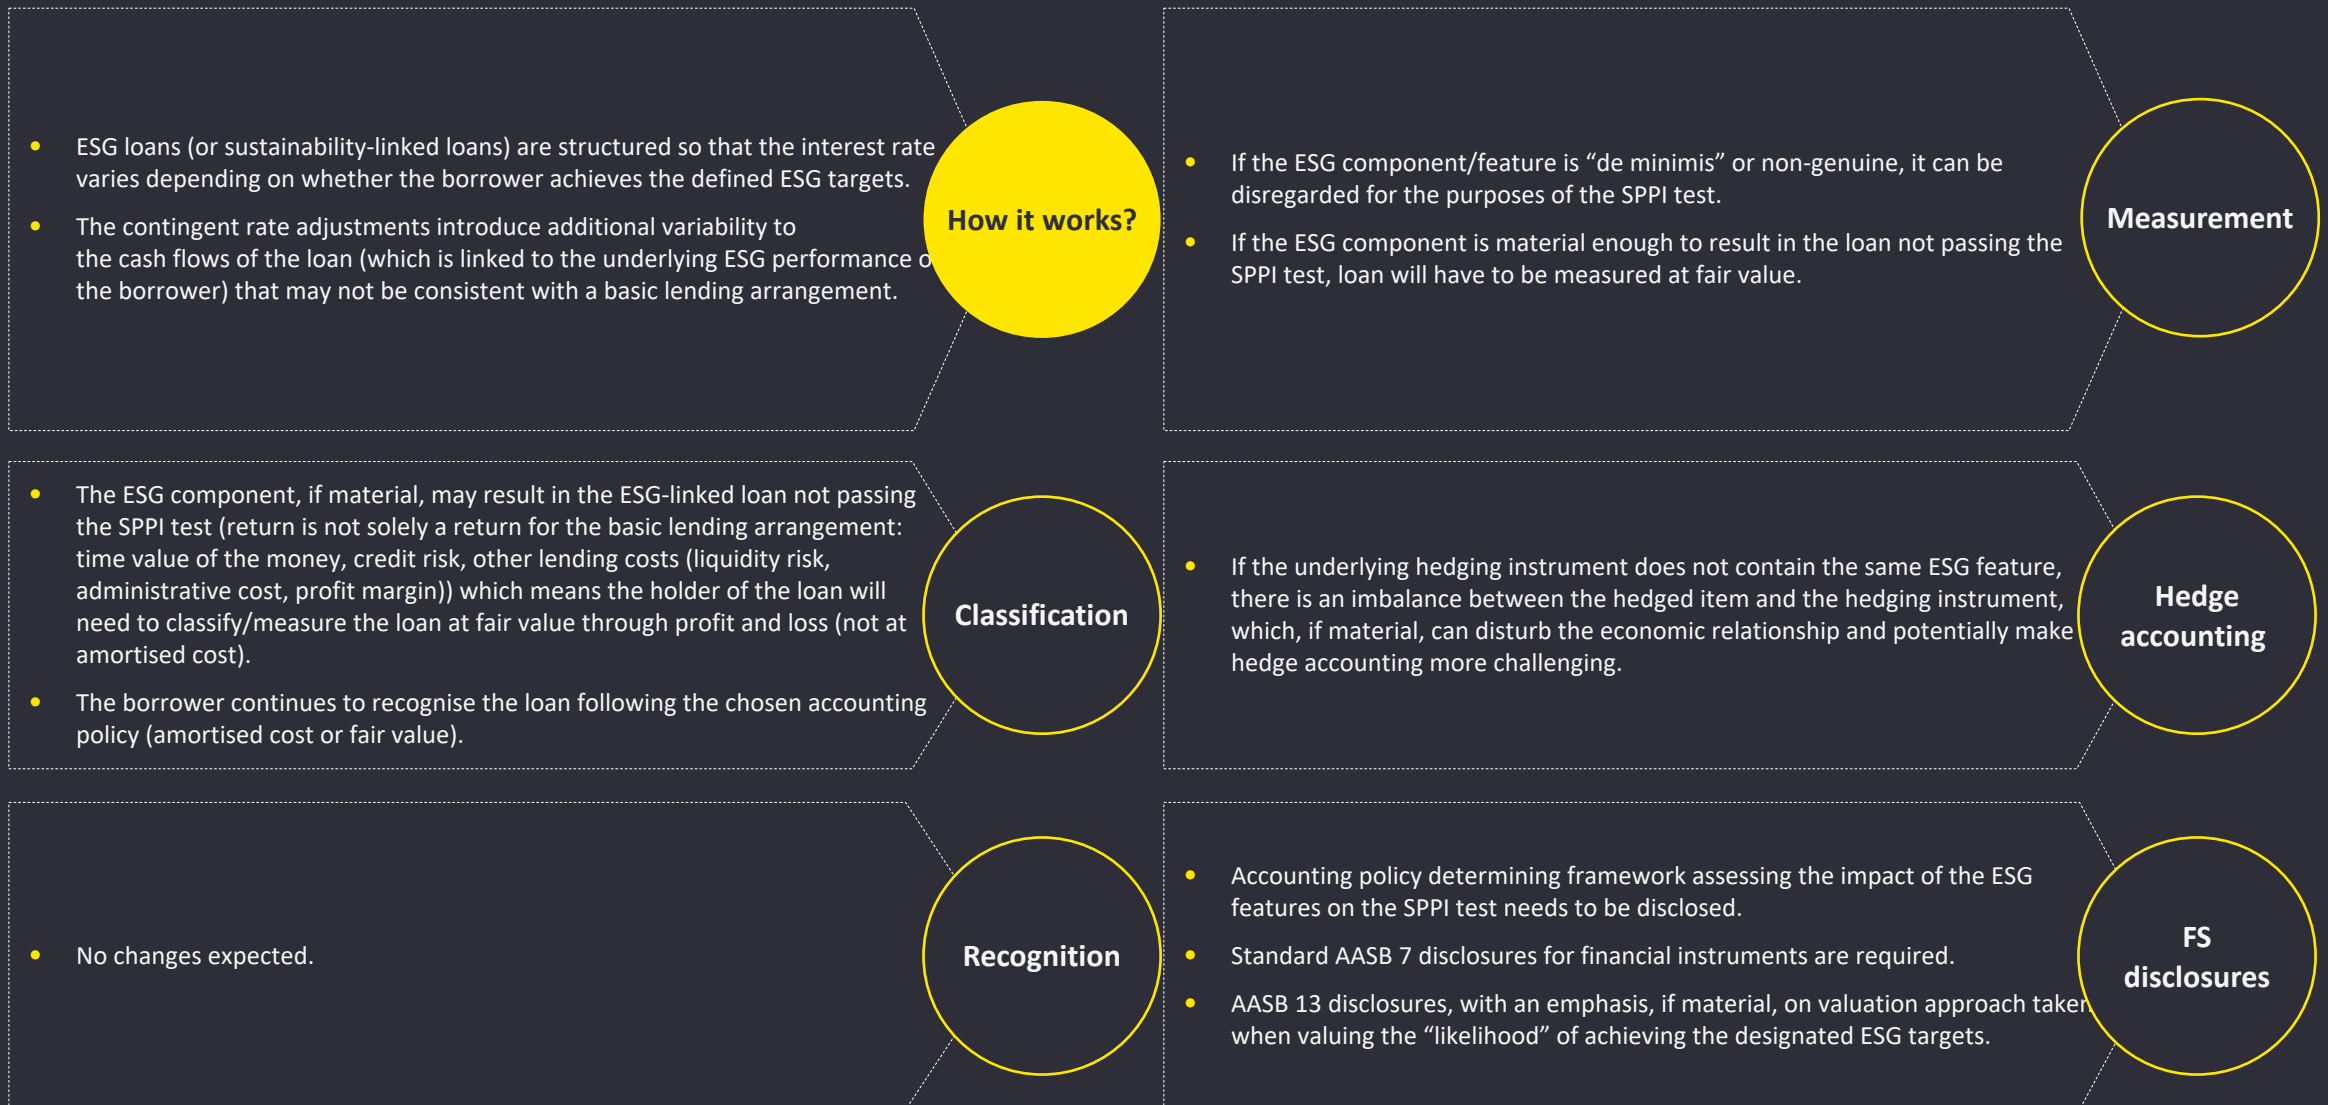 • ESG loans (or sustainability-linked loans) are structured so that the interest rate
varies depending on whether the borrower achieves the defined ESG targets.
• The contingent rate adjustments introduce additional variability to
the cash flows of the loan (which is linked to the underlying ESG performance o
the borrower) that may not be consistent with a basic lending arrangement.
How it works?
• If the ESG component/feature is “de minimis” or non-genuine, it can be
disregarded for the purposes of the SPPI test.
• If the ESG component is material enough to result in the loan not passing the
SPPI test, loan will have to be measured at fair value.
Measurement
• The ESG component, if material, may result in the ESG-linked loan not passing
the SPPI test (return is not solely a return for the basic lending arrangement:
time value of the money, credit risk, other lending costs (liquidity risk,
administrative cost, profit margin)) which means the holder of the loan will
need to classify/measure the loan at fair value through profit and loss (not at
amortised cost).
• The borrower continues to recognise the loan following the chosen accounting
policy (amortised cost or fair value).
Classification
• If the underlying hedging instrument does not contain the same ESG feature,
there is an imbalance between the hedged item and the hedging instrument,
which, if material, can disturb the economic relationship and potentially make
hedge accounting more challenging.
Hedge
accounting
• No changes expected.
Recognition
• Accounting policy determining framework assessing the impact of the ESG
features on the SPPI test needs to be disclosed.
• Standard AASB 7 disclosures for financial instruments are required.
• AASB 13 disclosures, with an emphasis, if material, on valuation approach taken
when valuing the “likelihood” of achieving the designated ESG targets.
FS
disclosures